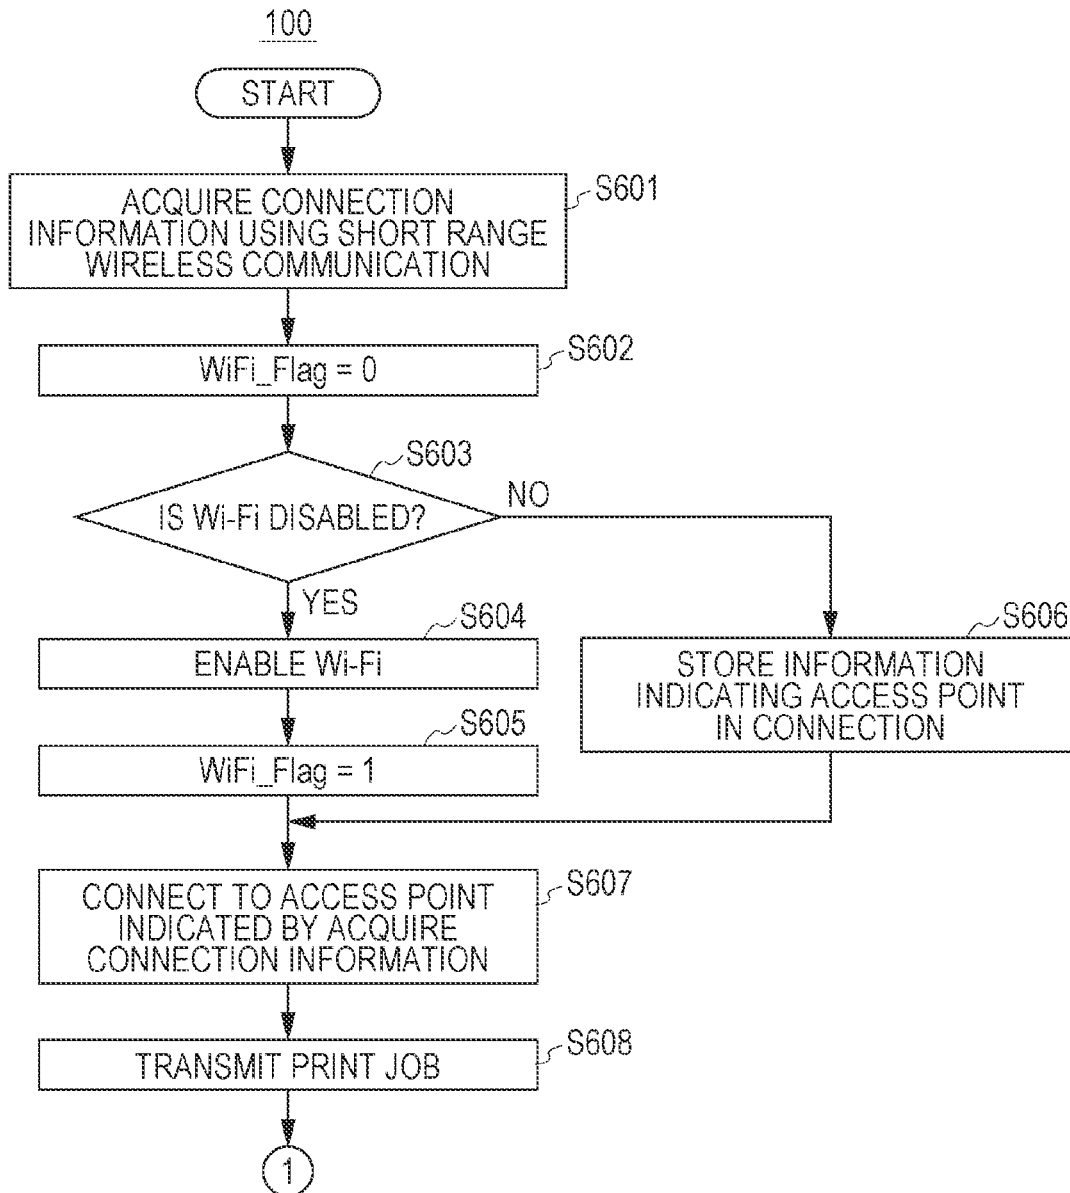 100
START
S601
ACQUIRE CONNECTION
INFORMATION USING SHORT RANGE
WIRELESS COMMUNICATION
S602
WiFi_Flag = 0
S603
IS Wi-Fi DISABLED?
NO
YES
S604
ENABLE Wi-Fi
S606
STORE INFORMATION
INDICATING ACCESS POINT
IN CONNECTION
S605
WiFi_Flag = 1
S607
CONNECT TO ACCESS POINT
INDICATED BY ACQUIRE
CONNECTION INFORMATION
S608
TRANSMIT PRINT JOB
1